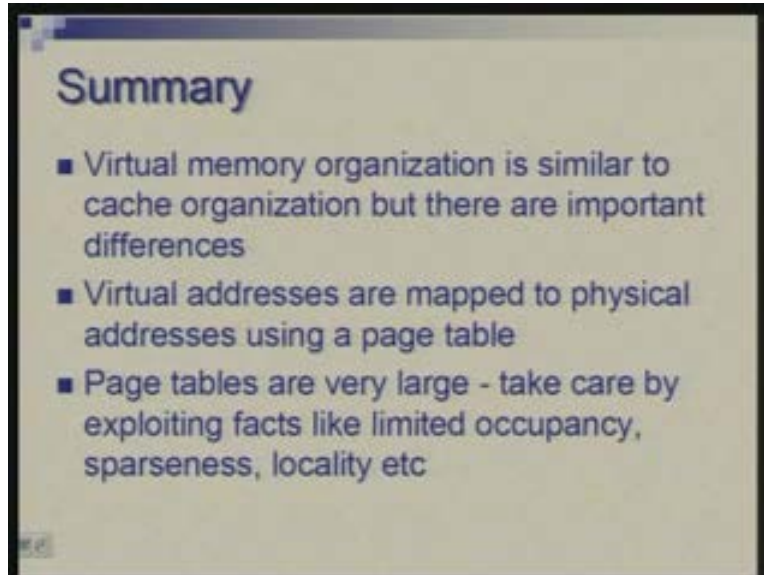 Summary
Virtual memory organization is similar to
cache organization but there are important
differences
Virtual addresses are mapped to physical
addresses using a page table
Page tables are very large - take care by
exploiting facts like limited occupancy,
sparseness, locality etc